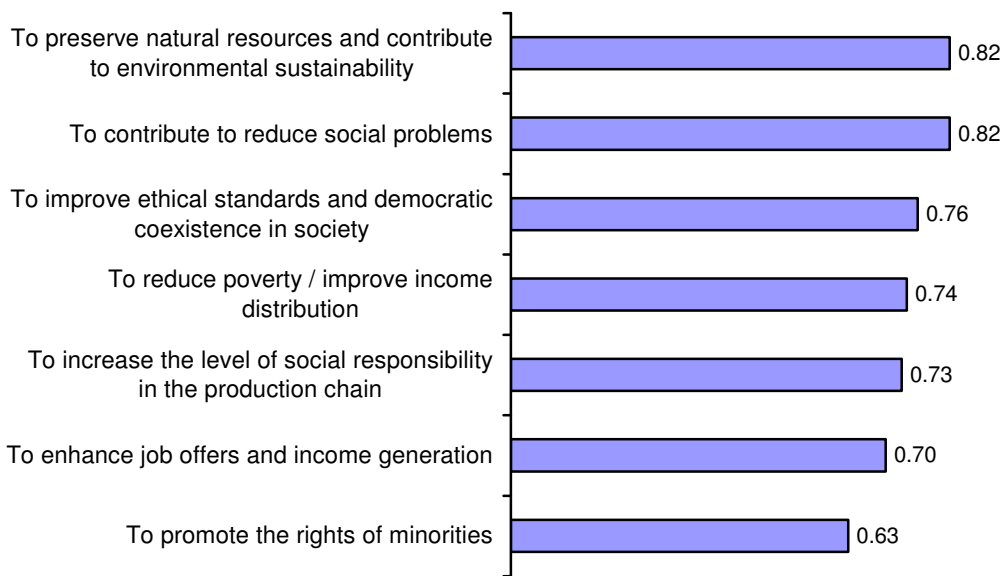 To preserve natural resources and contribute
to environmental sustainability
0.82
To contribute to reduce social problems
0.82
To improve ethical standards and democratic
coexistence in society
0.76
To reduce poverty / improve income
distribution
0.74
To increase the level of social responsibility
in the production chain
0.73
To enhance job offers and income generation
0.70
To promote the rights of minorities
0.63